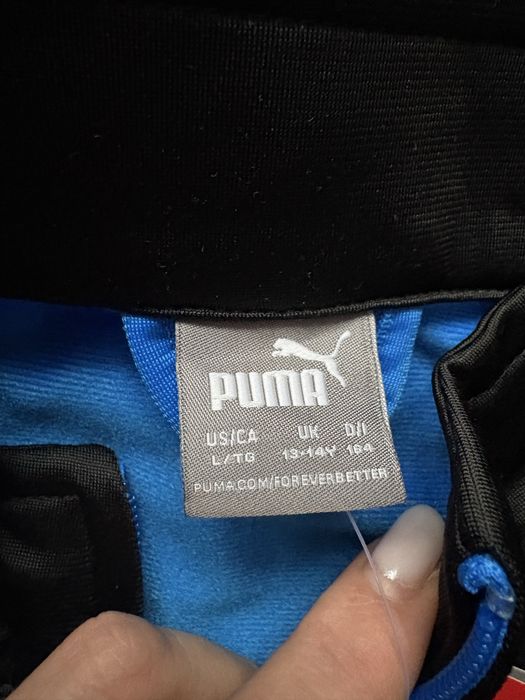 PUMA
US/CA UK D/I
L/TG 13-14Y 164
PUMA.COM/FOREVERBETTER